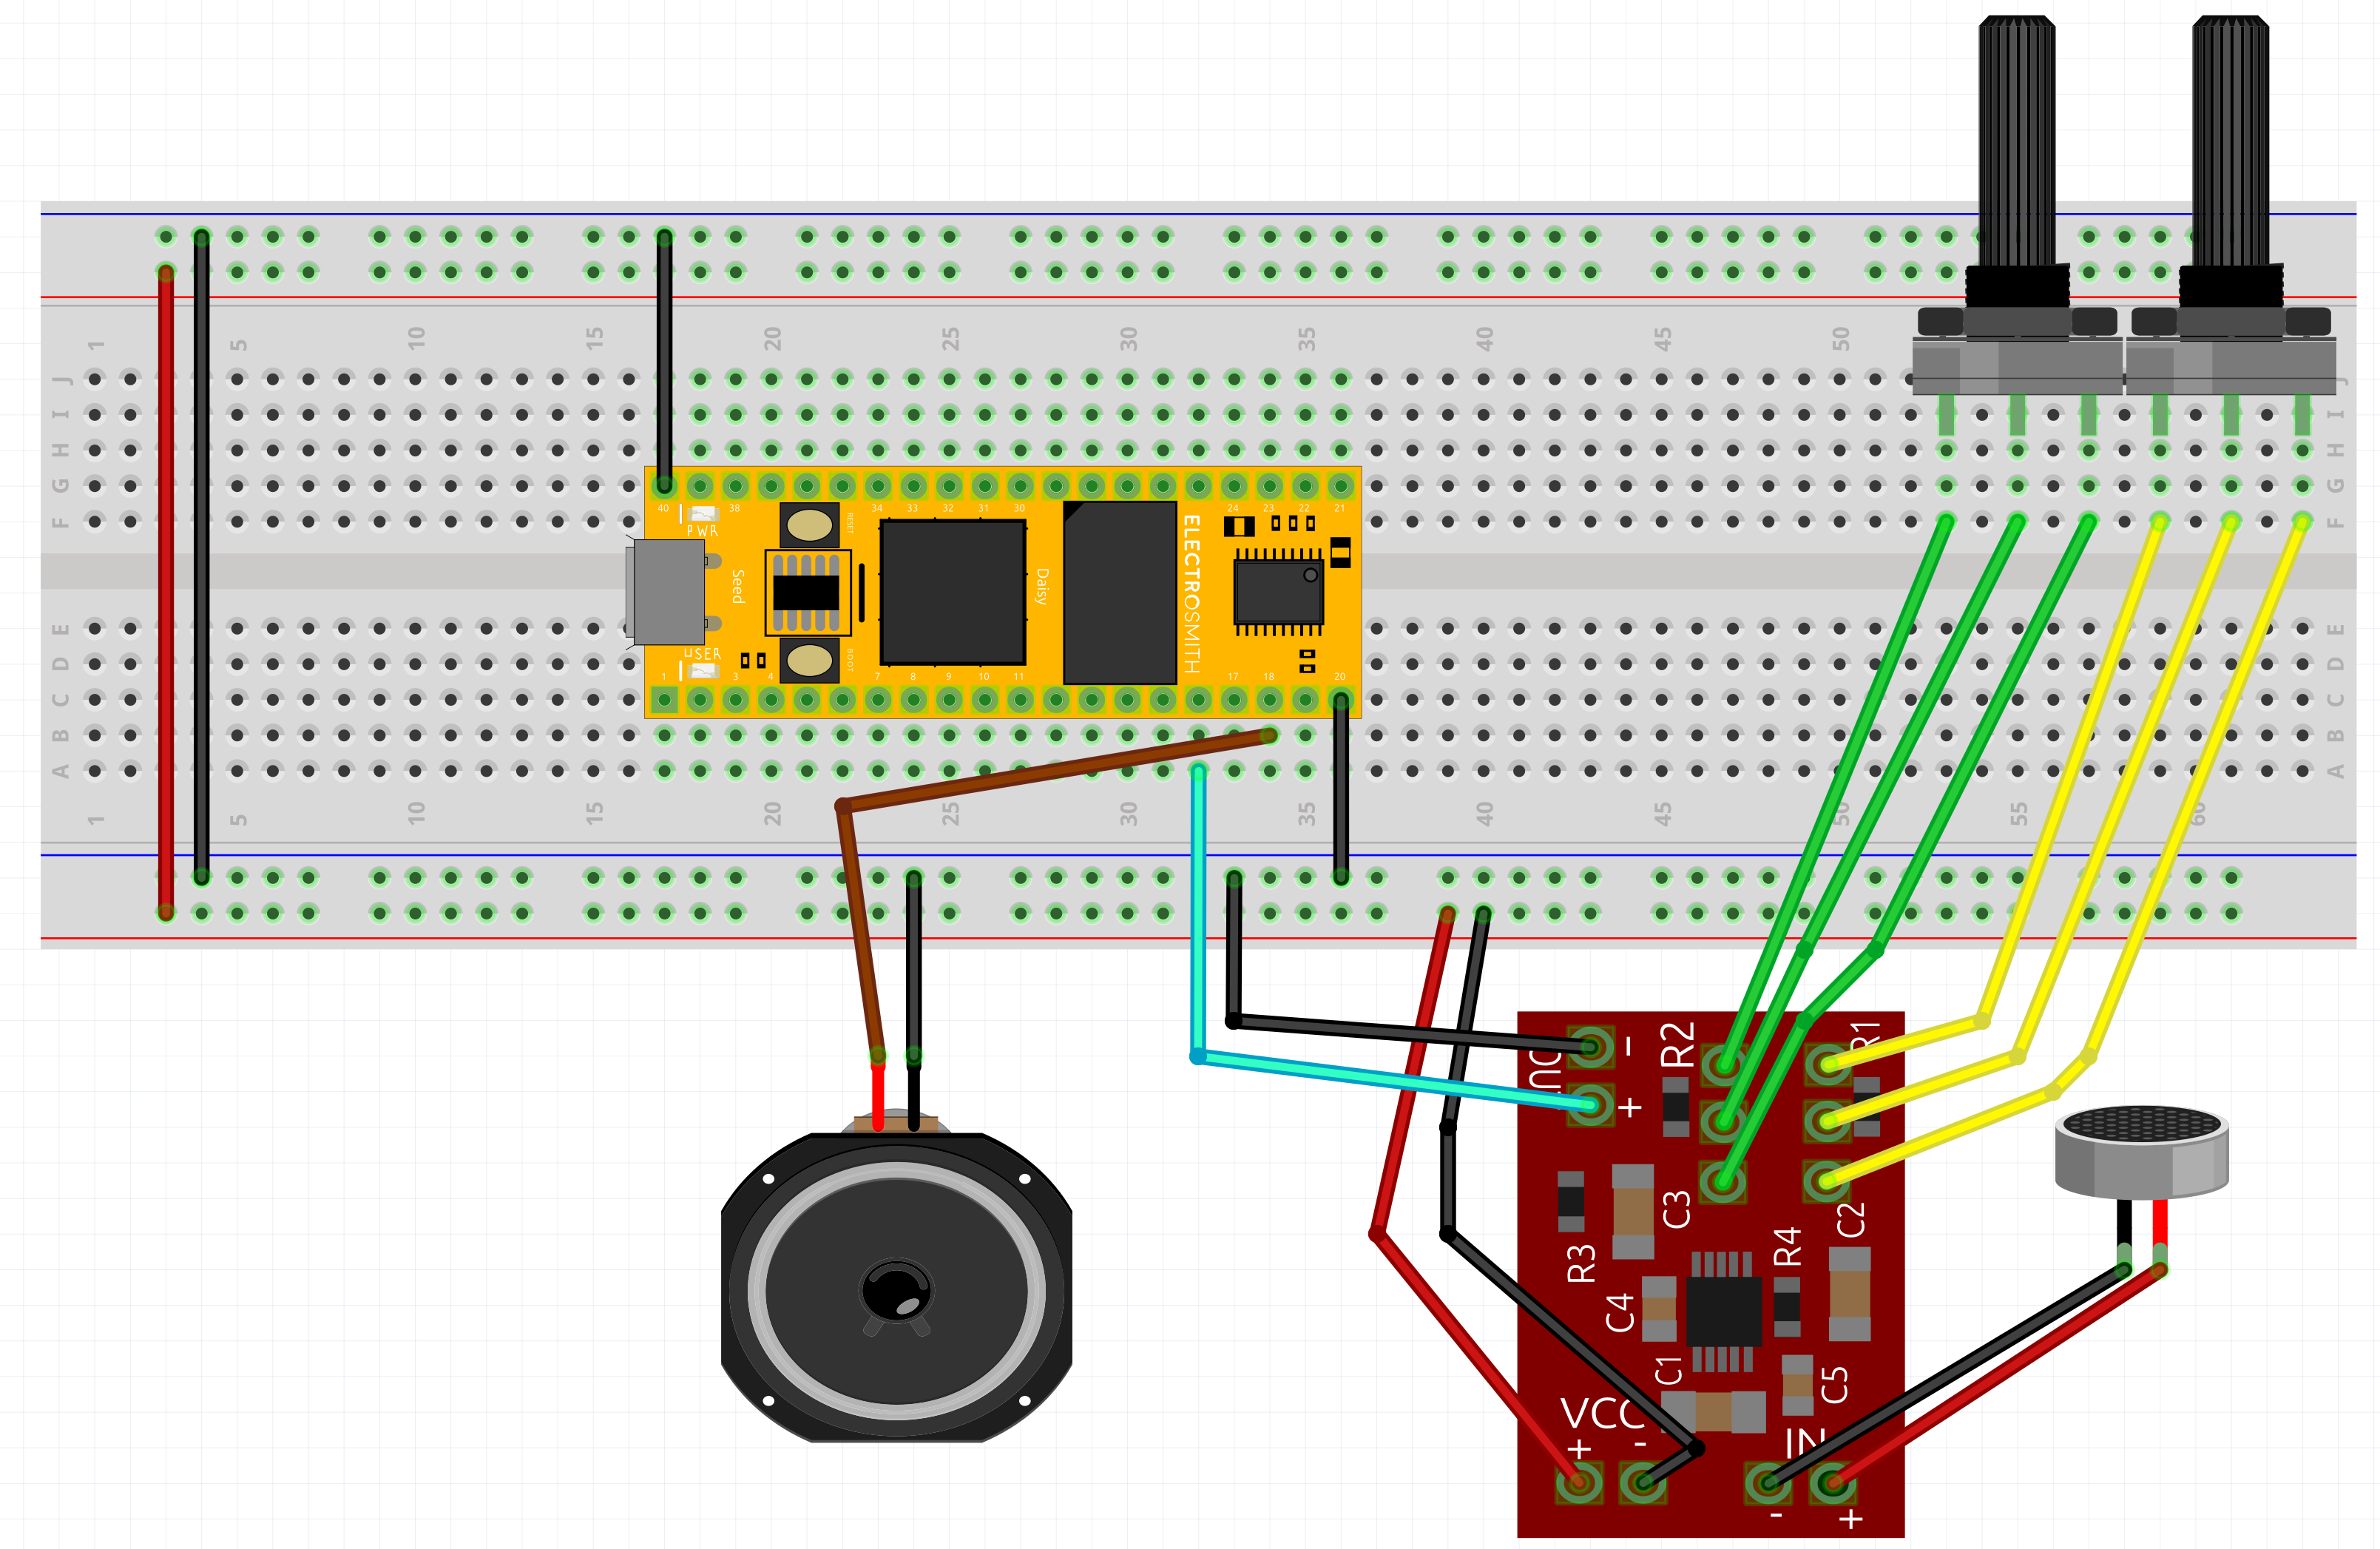 1 5 10 15 20 25 30 35 40 45 50
J J
I I
H H
G G
F F
40 38 34 33 32 31 30 24 23 22 21
PWR
RESET
Seed
Daisy
ELECTROSMITH
USER
BOOT
1 3 4 7 8 9 10 11 17 18 20
E E
D D
C C
B B
A A
1 5 10 15 20 25 30 35 40 45 50 55 60
OUT
-
+
R2
R1
C3
C2
R3
R4
C4
C1
C5
VCC
IN
+ -
- +